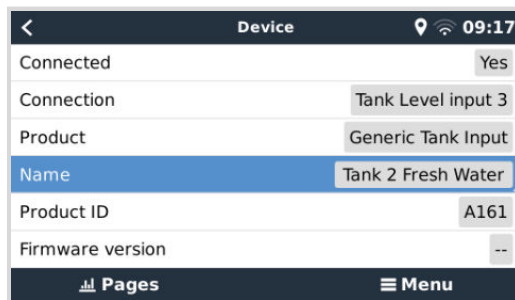 Device 09:17
Connected Yes
Connection Tank Level input 3
Product Generic Tank Input
Name Tank 2 Fresh Water
Product ID A161
Firmware version --
Pages Menu